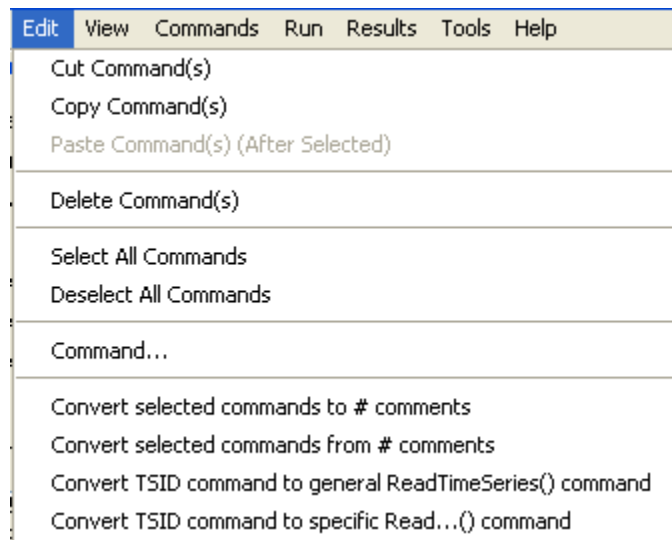 Edit View Commands Run Results Tools Help
Cut Command(s)
Copy Command(s)
Paste Command(s) (After Selected)
Delete Command(s)
Select All Commands
Deselect All Commands
Command...
Convert selected commands to # comments
Convert selected commands from # comments
Convert TSID command to general ReadTimeSeries() command
Convert TSID command to specific Read...() command